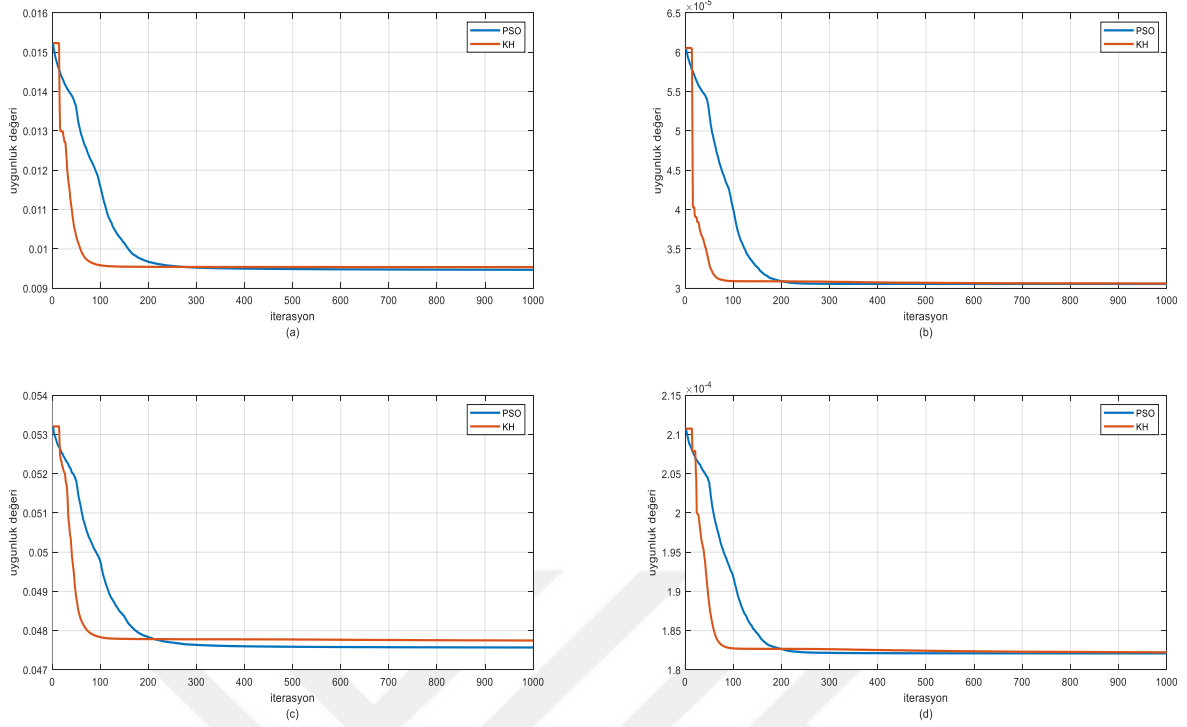 0.016
0.015
0.014
0.013
0.012
0.011
0.01
0.009
uygunluk değeri
PSO
KH
0 100 200 300 400 500 600 700 800 900 1000
iterasyon
(a)
×10-5
6.5
6
5.5
5
4.5
4
3.5
3
uygunluk değeri
PSO
KH
0 100 200 300 400 500 600 700 800 900 1000
iterasyon
(b)
0.054
0.053
0.052
0.051
0.05
0.049
0.048
0.047
uygunluk değeri
PSO
KH
0 100 200 300 400 500 600 700 800 900 1000
iterasyon
(c)
×10-4
2.15
2.1
2.05
2
1.95
1.9
1.85
1.8
uygunluk değeri
PSO
KH
0 100 200 300 400 500 600 700 800 900 1000
iterasyon
(d)